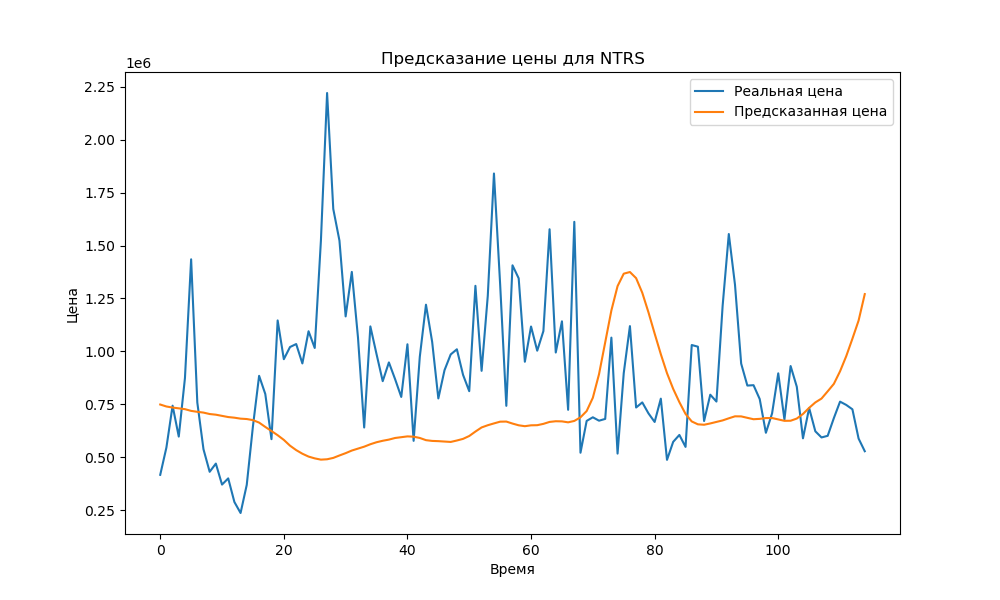 Предсказание цены для NTRS
1e6
Реальная цена
Предсказанная цена
2.25
2.00
1.75
1.50
1.25
1.00
0.75
0.50
0.25
Цена
0 20 40 60 80 100
Время